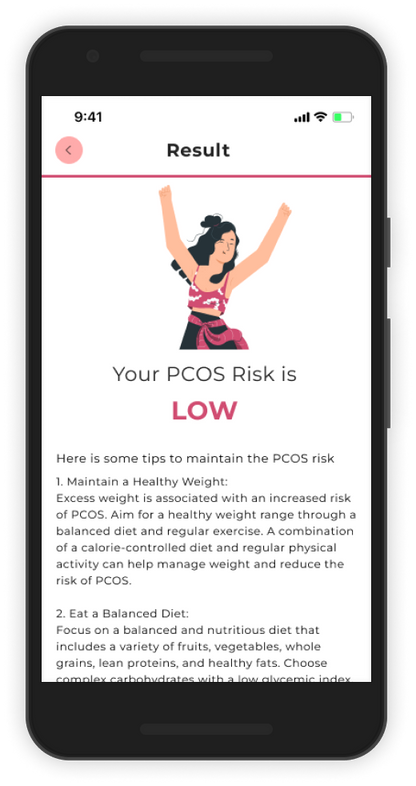 9:41
Result
Your PCOS Risk is
LOW
Here is some tips to maintain the PCOS risk
1. Maintain a Healthy Weight:
Excess weight is associated with an increased risk
of PCOS. Aim for a healthy weight range through a
balanced diet and regular exercise. A combination
of a calorie-controlled diet and regular physical
activity can help manage weight and reduce the
risk of PCOS.
2. Eat a Balanced Diet:
Focus on a balanced and nutritious diet that
includes a variety of fruits, vegetables, whole
grains, lean proteins, and healthy fats. Choose
complex carbohydrates with a low glycemic index